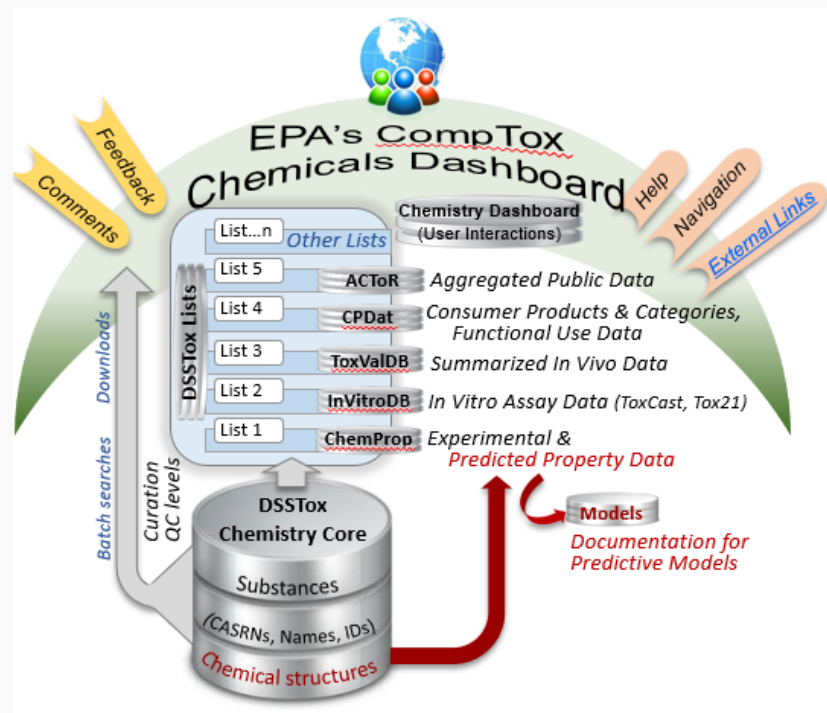 EPA's CompTox
Chemicals Dashboard
Comments
Feedback
Help
Navigation
External Links
Chemistry Dashboard
(User Interactions)
DSSTox Lists
List...n
Other Lists
List 5
ACToR
Aggregated Public Data
List 4
CPDat
Consumer Products & Categories,
Functional Use Data
List 3
ToxValDB
Summarized In Vivo Data
List 2
InVitroDB
In Vitro Assay Data (ToxCast, Tox21)
List 1
ChemProp
Experimental &
Predicted Property Data
Models
Documentation for
Predictive Models
Batch searches
Downloads
Curation
QC levels
DSSTox
Chemistry Core
Substances
(CASRNs, Names, IDs)
Chemical structures